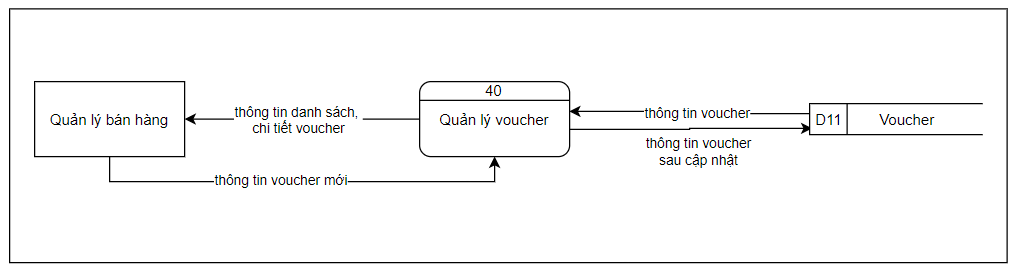 40
Quản lý bán hàng
thông tin danh sách,
chi tiết voucher
Quản lý voucher
thông tin voucher
D11
Voucher
thông tin voucher
sau cập nhật
thông tin voucher mới